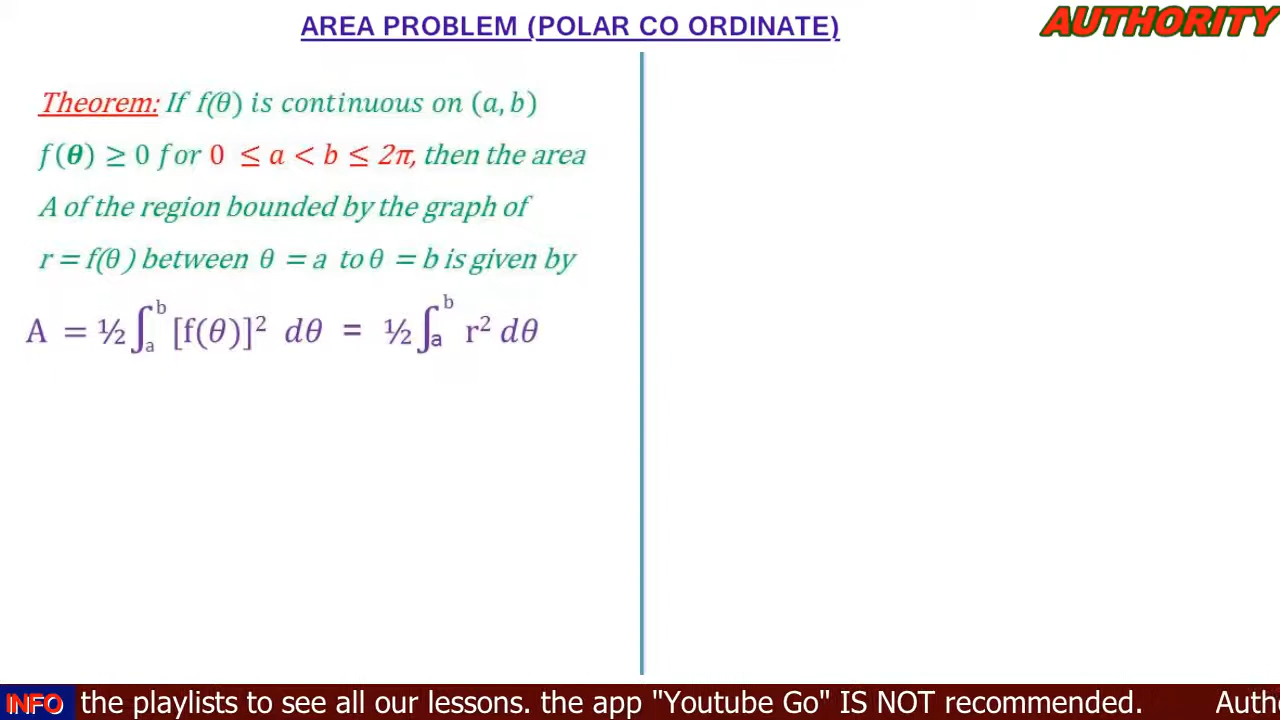 AREA PROBLEM (POLAR CO ORDINATE)
AUTHORITY
Theorem: If f(θ) is continuous on (a, b)
f(θ) ≥ 0 for 0 ≤ a < b ≤ 2π, then the area
A of the region bounded by the graph of
r = f(θ ) between θ = a to θ = b is given by
A = ½ ∫ₐᵇ [f(θ)]² dθ = ½ ∫ₐᵇ r² dθ
INFO the playlists to see all our lessons. the app "Youtube Go" IS NOT recommended. Auth